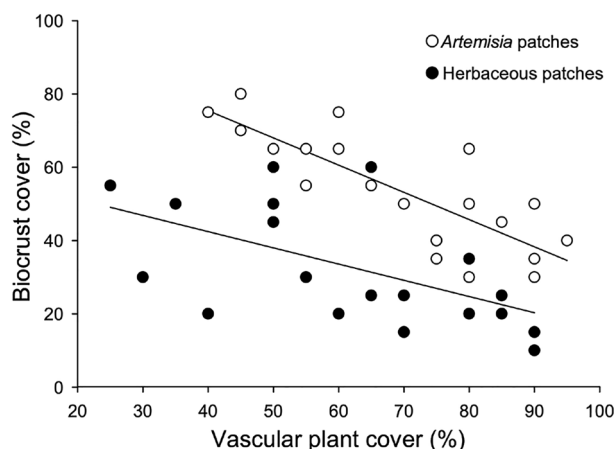 100
80
60
40
20
0
Biocrust cover (%)
Artemisia patches
Herbaceous patches
20 30 40 50 60 70 80 90 100
Vascular plant cover (%)